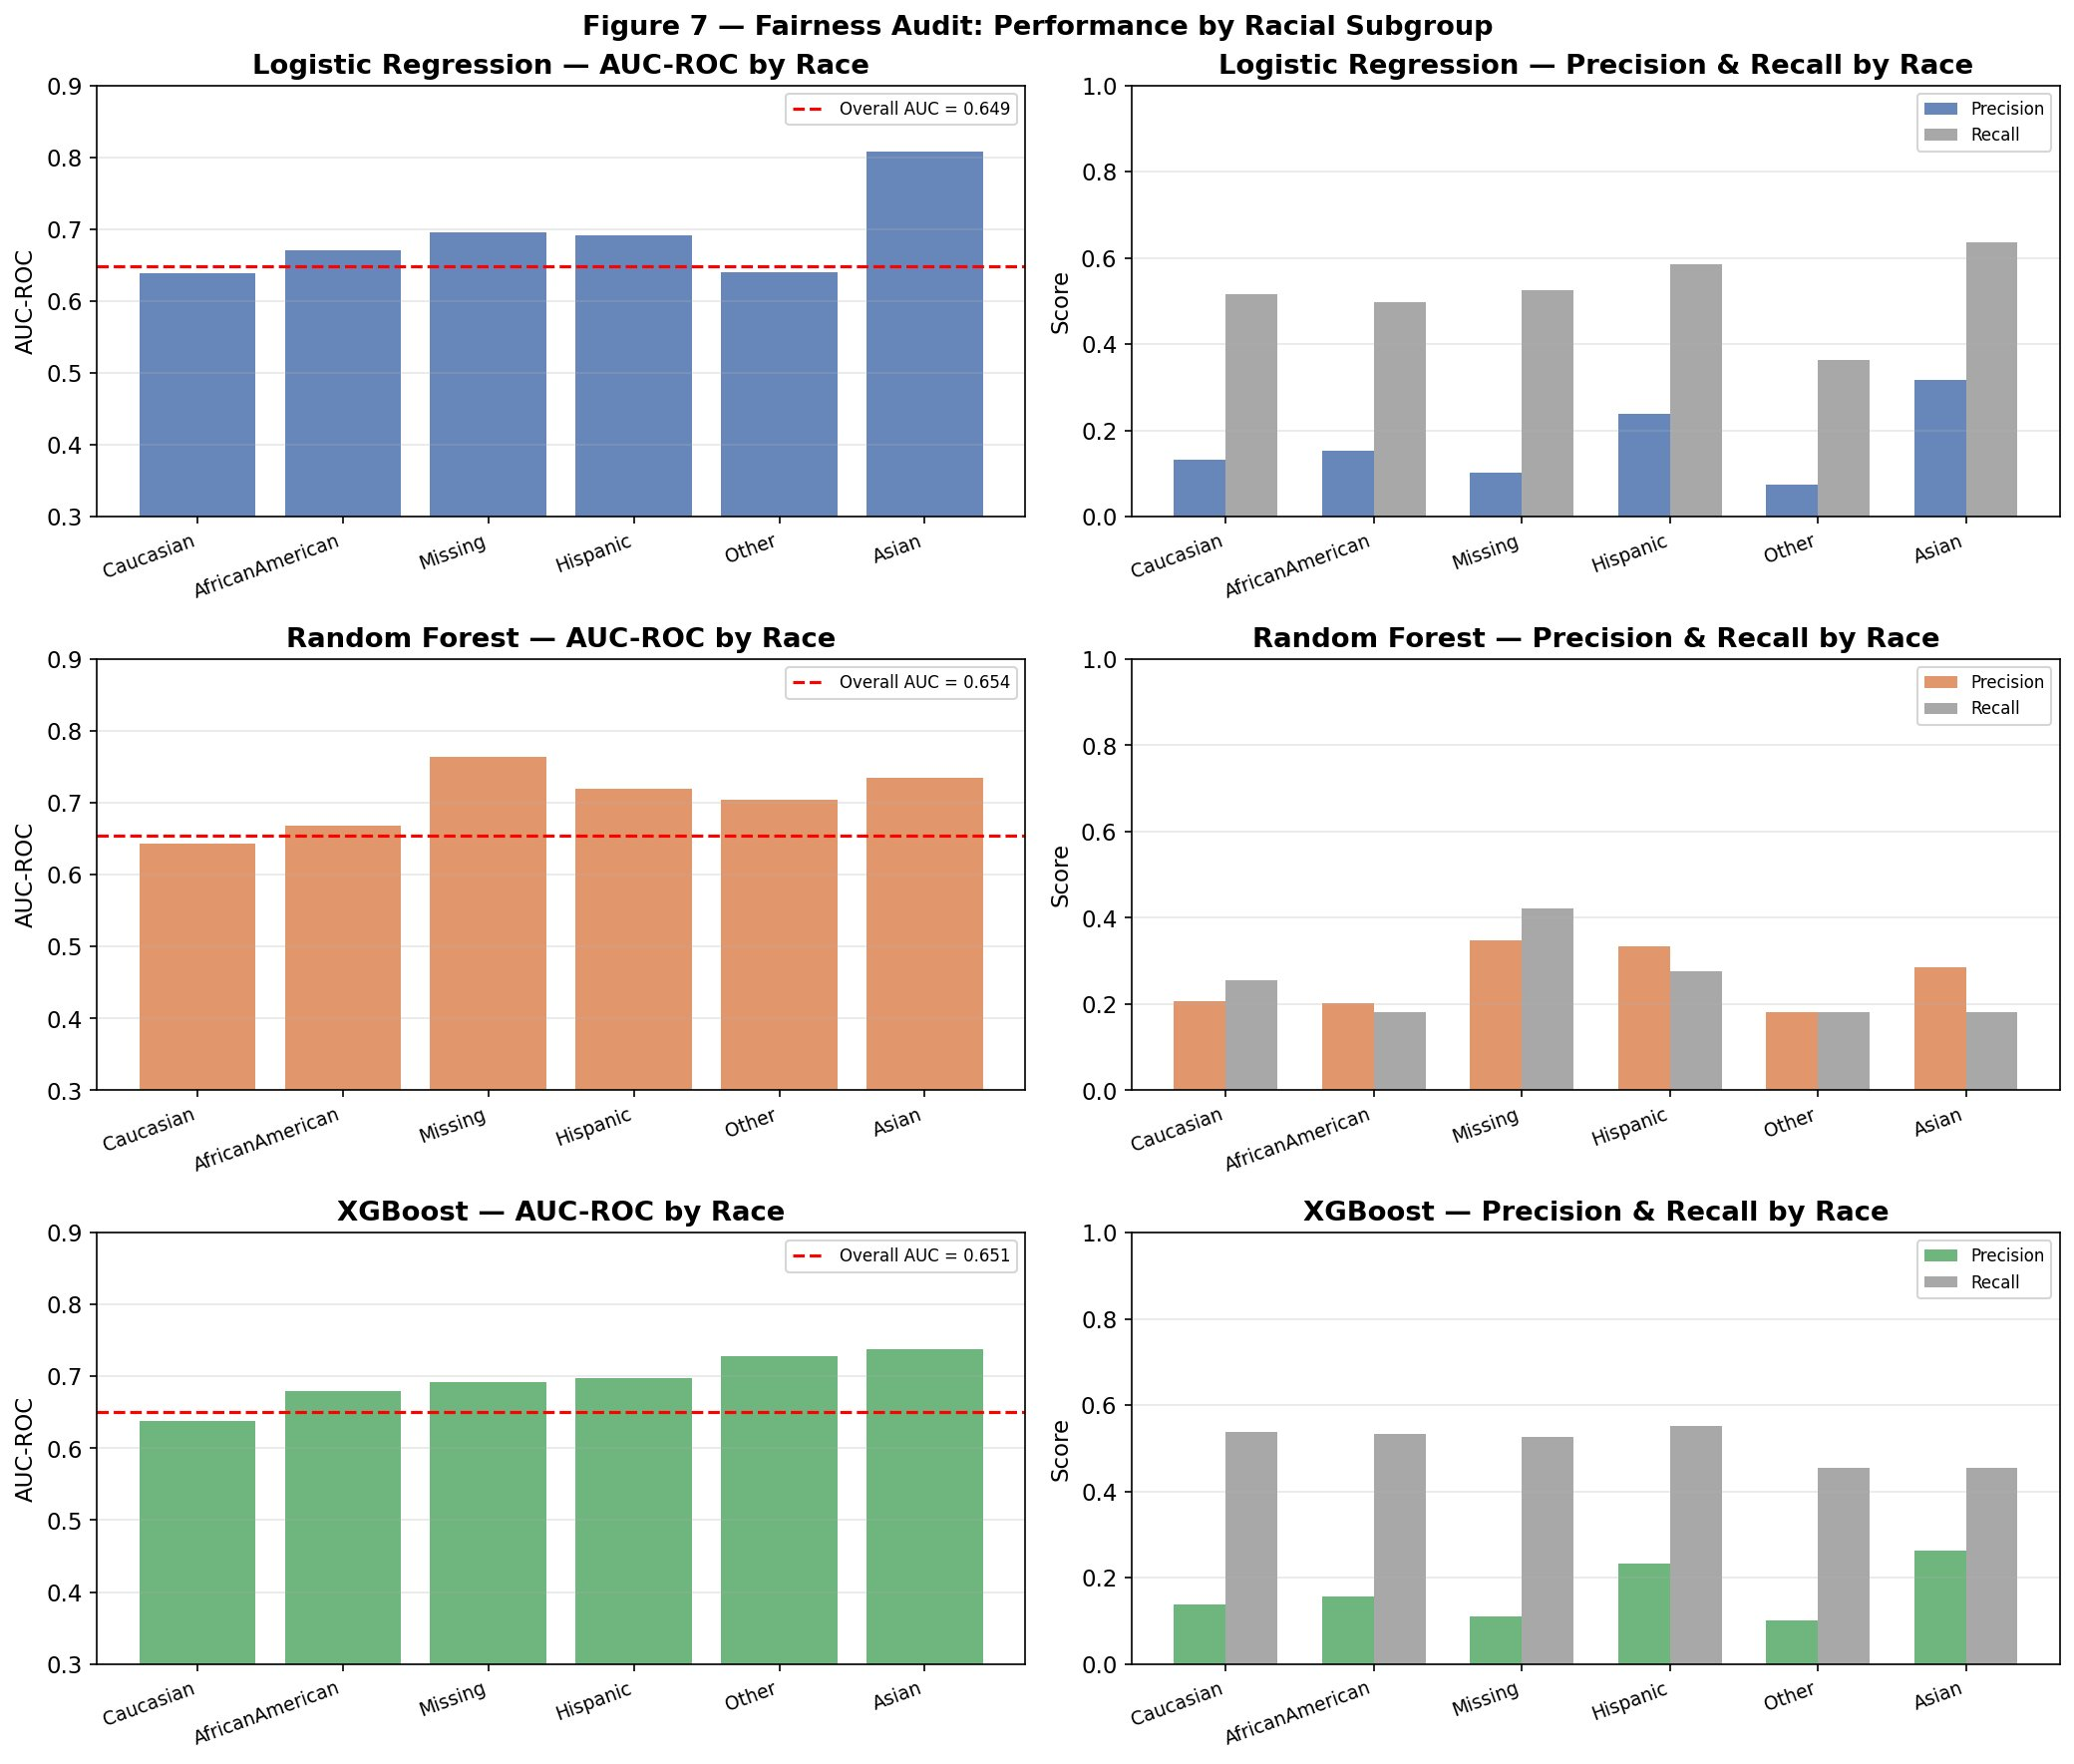 Figure 7 — Fairness Audit: Performance by Racial Subgroup
Logistic Regression — AUC-ROC by Race
AUC-ROC
0.9
0.8
0.7
0.6
0.5
0.4
0.3
Overall AUC = 0.649
Caucasian
AfricanAmerican
Missing
Hispanic
Other
Asian
Logistic Regression — Precision & Recall by Race
Score
1.0
0.8
0.6
0.4
0.2
0.0
Precision
Recall
Caucasian
AfricanAmerican
Missing
Hispanic
Other
Asian
Random Forest — AUC-ROC by Race
AUC-ROC
0.9
0.8
0.7
0.6
0.5
0.4
0.3
Overall AUC = 0.654
Caucasian
AfricanAmerican
Missing
Hispanic
Other
Asian
Random Forest — Precision & Recall by Race
Score
1.0
0.8
0.6
0.4
0.2
0.0
Precision
Recall
Caucasian
AfricanAmerican
Missing
Hispanic
Other
Asian
XGBoost — AUC-ROC by Race
AUC-ROC
0.9
0.8
0.7
0.6
0.5
0.4
0.3
Overall AUC = 0.651
Caucasian
AfricanAmerican
Missing
Hispanic
Other
Asian
XGBoost — Precision & Recall by Race
Score
1.0
0.8
0.6
0.4
0.2
0.0
Precision
Recall
Caucasian
AfricanAmerican
Missing
Hispanic
Other
Asian